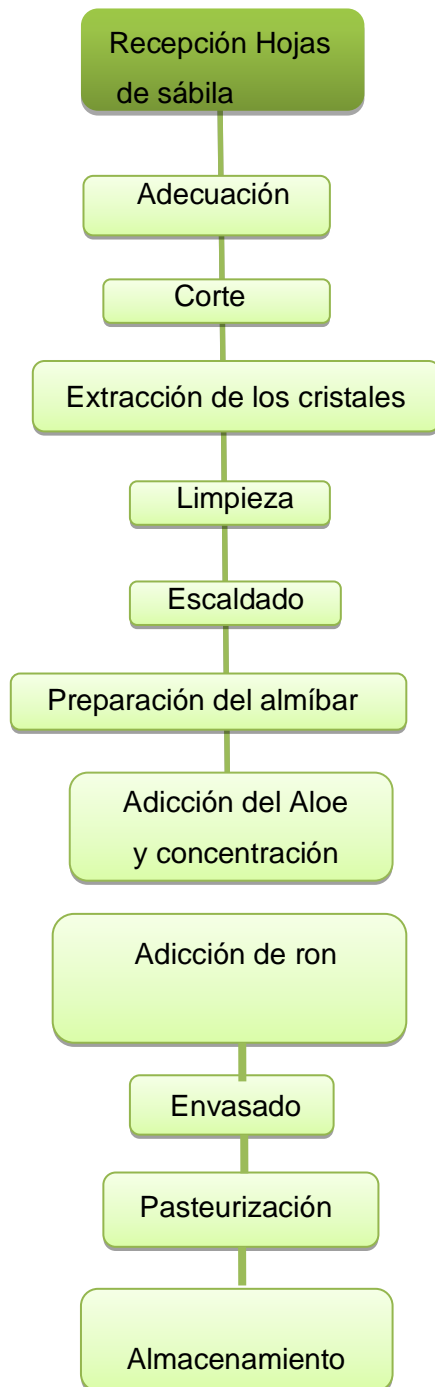 Recepción Hojas
de sábila
Adecuación
Corte
Extracción de los cristales
Limpieza
Escaldado
Preparación del almíbar
Adicción del Aloe
y concentración
Adicción de ron
Envasado
Pasteurización
Almacenamiento